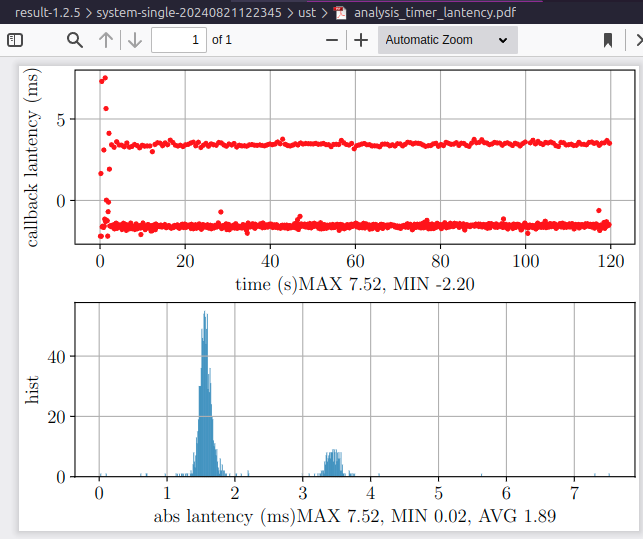 result-1.2.5 > system-single-20240821122345 > ust > analysis_timer_lantency.pdf
1 of 1 Automatic Zoom
callback lantency (ms)
5
0
0 20 40 60 80 100 120
time (s)MAX 7.52, MIN -2.20
hist
40
20
0
0 1 2 3 4 5 6 7
abs lantency (ms)MAX 7.52, MIN 0.02, AVG 1.89